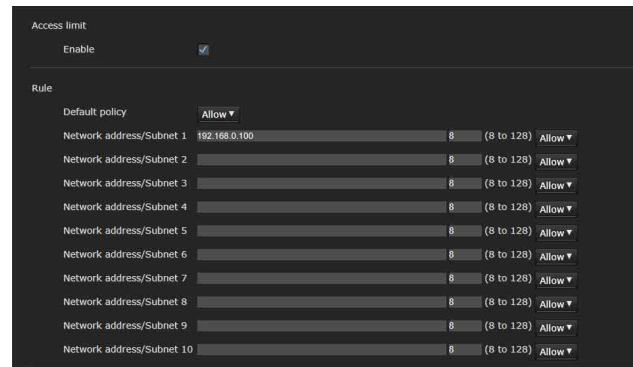 Access limit
Enable
Rule
Default policy Allow
Network address/Subnet 1 192.168.0.100 8 (8 to 128) Allow
Network address/Subnet 2 8 (8 to 128) Allow
Network address/Subnet 3 8 (8 to 128) Allow
Network address/Subnet 4 8 (8 to 128) Allow
Network address/Subnet 5 8 (8 to 128) Allow
Network address/Subnet 6 8 (8 to 128) Allow
Network address/Subnet 7 8 (8 to 128) Allow
Network address/Subnet 8 8 (8 to 128) Allow
Network address/Subnet 9 8 (8 to 128) Allow
Network address/Subnet 10 8 (8 to 128) Allow